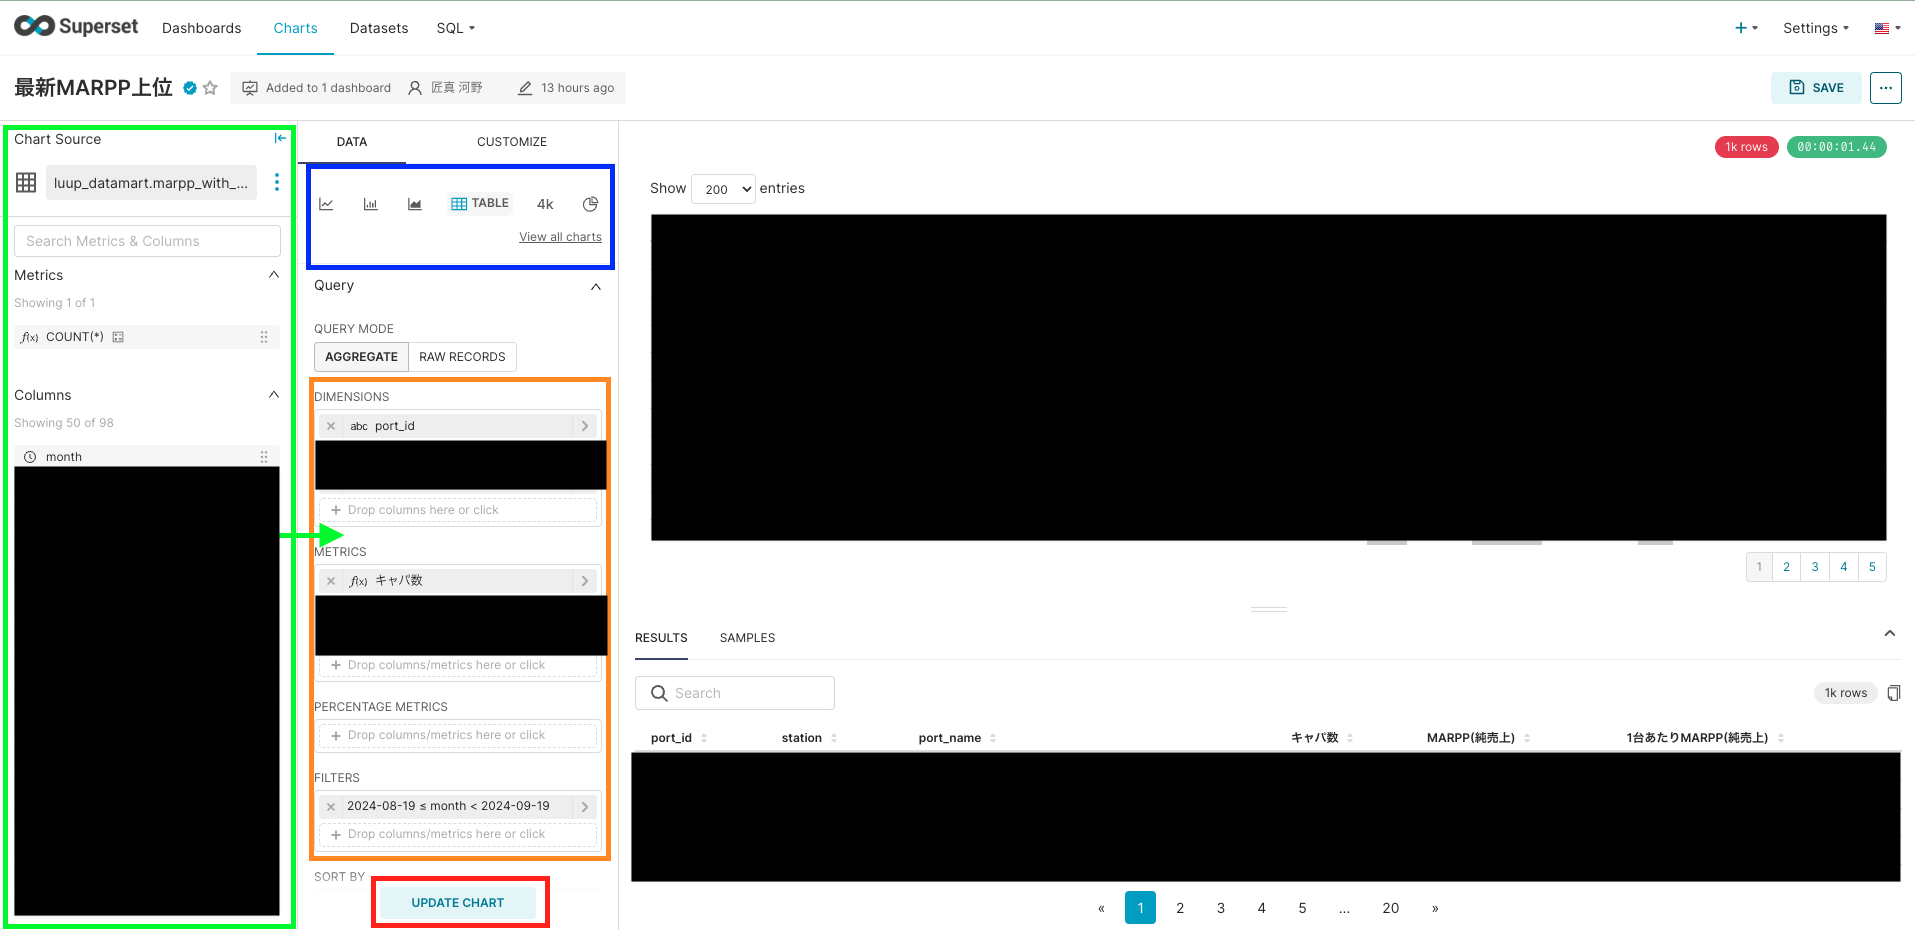 Superset Dashboards Charts Datasets SQL Settings
最新MARPP上位 Added to 1 dashboard 匠真 河野 13 hours ago SAVE
Chart Source
luup_datamart.marpp_with_...
Search Metrics & Columns
Metrics
Showing 1 of 1
f(x) COUNT(*)
Columns
Showing 50 of 98
month
DATA CUSTOMIZE
TABLE 4k
View all charts
Query
QUERY MODE
AGGREGATE RAW RECORDS
DIMENSIONS
abc port_id
Drop columns here or click
METRICS
f(x) キャパ数
Drop columns/metrics here or click
PERCENTAGE METRICS
Drop columns/metrics here or click
FILTERS
2024-08-19 ≤ month < 2024-09-19
Drop columns/metrics here or click
SORT BY
UPDATE CHART
1k rows 00:00:01.44
Show 200 entries
1 2 3 4 5
RESULTS SAMPLES
Search 1k rows
port_id station port_name キャパ数 MARPP(純売上) 1台あたりMARPP(純売上)
« 1 2 3 4 5 ... 20 »